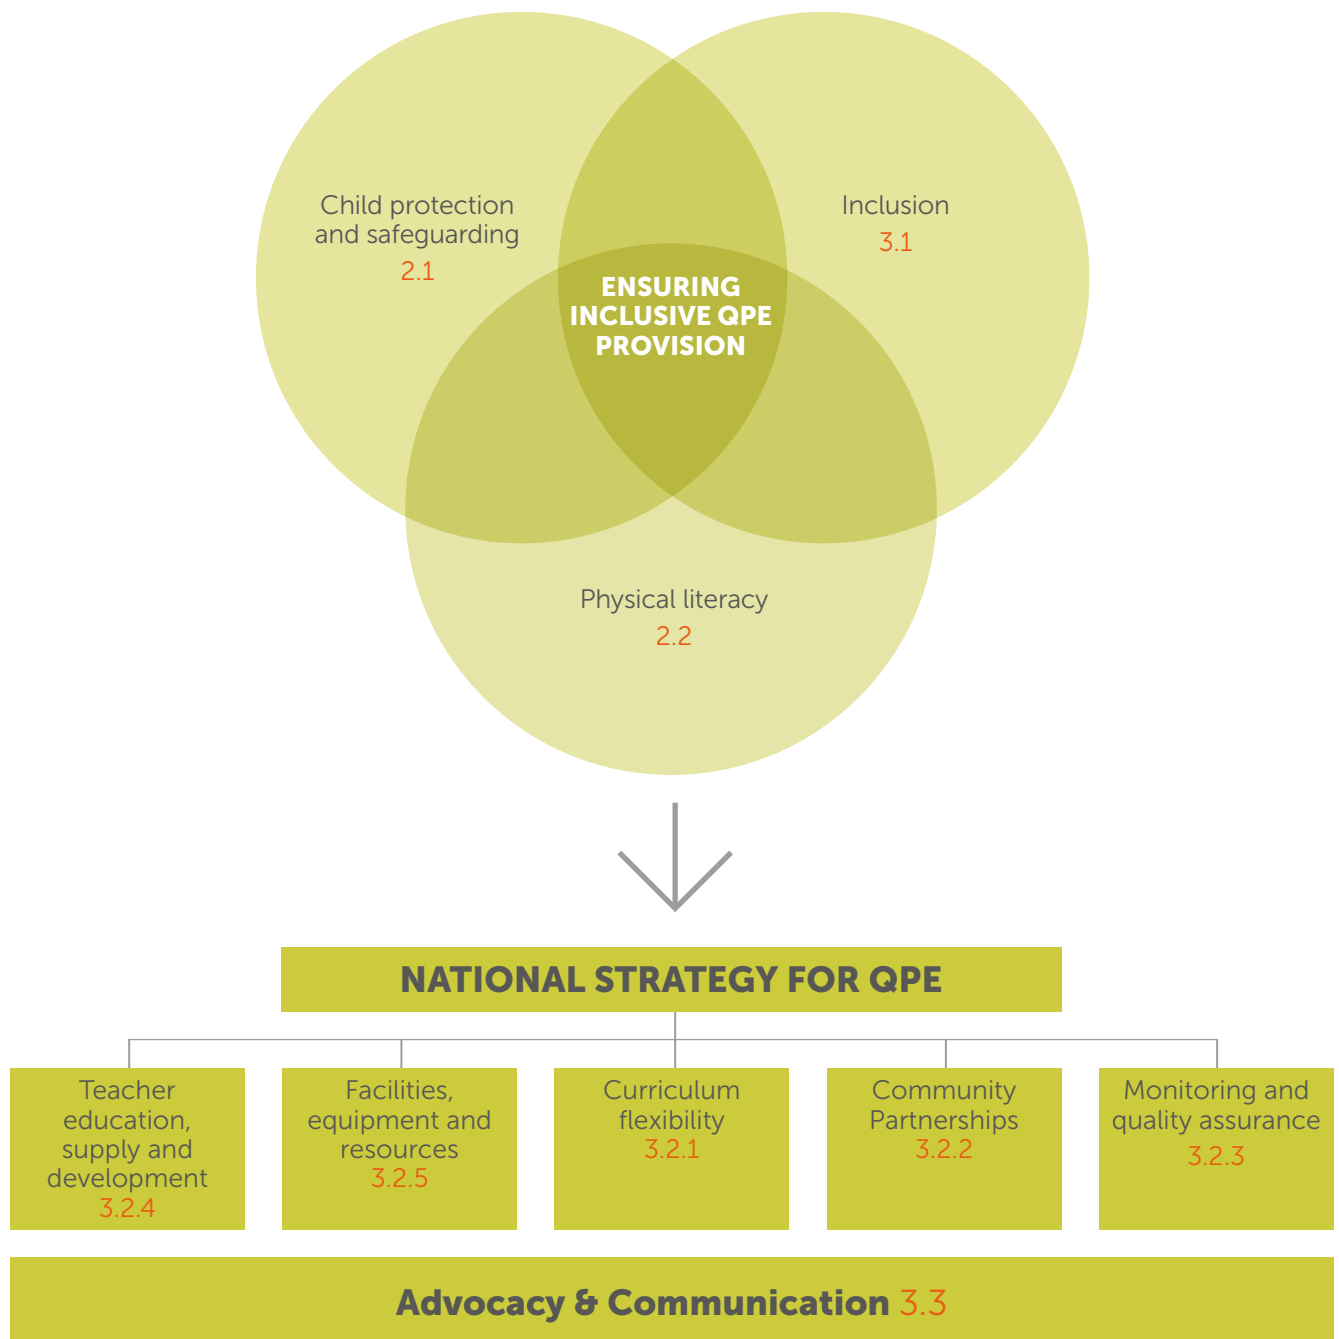 Child protection
and safeguarding
2.1
Inclusion
3.1
ENSURING
INCLUSIVE QPE
PROVISION
Physical literacy
2.2
NATIONAL STRATEGY FOR QPE
Teacher
education,
supply and
development
3.2.4
Facilities,
equipment and
resources
3.2.5
Curriculum
flexibility
3.2.1
Community
Partnerships
3.2.2
Monitoring and
quality assurance
3.2.3
Advocacy & Communication 3.3